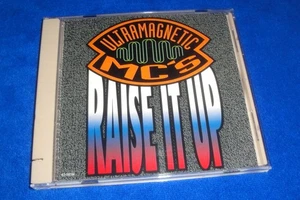 ULTRAMAGNETIC
MC'S
RAISE IT UP